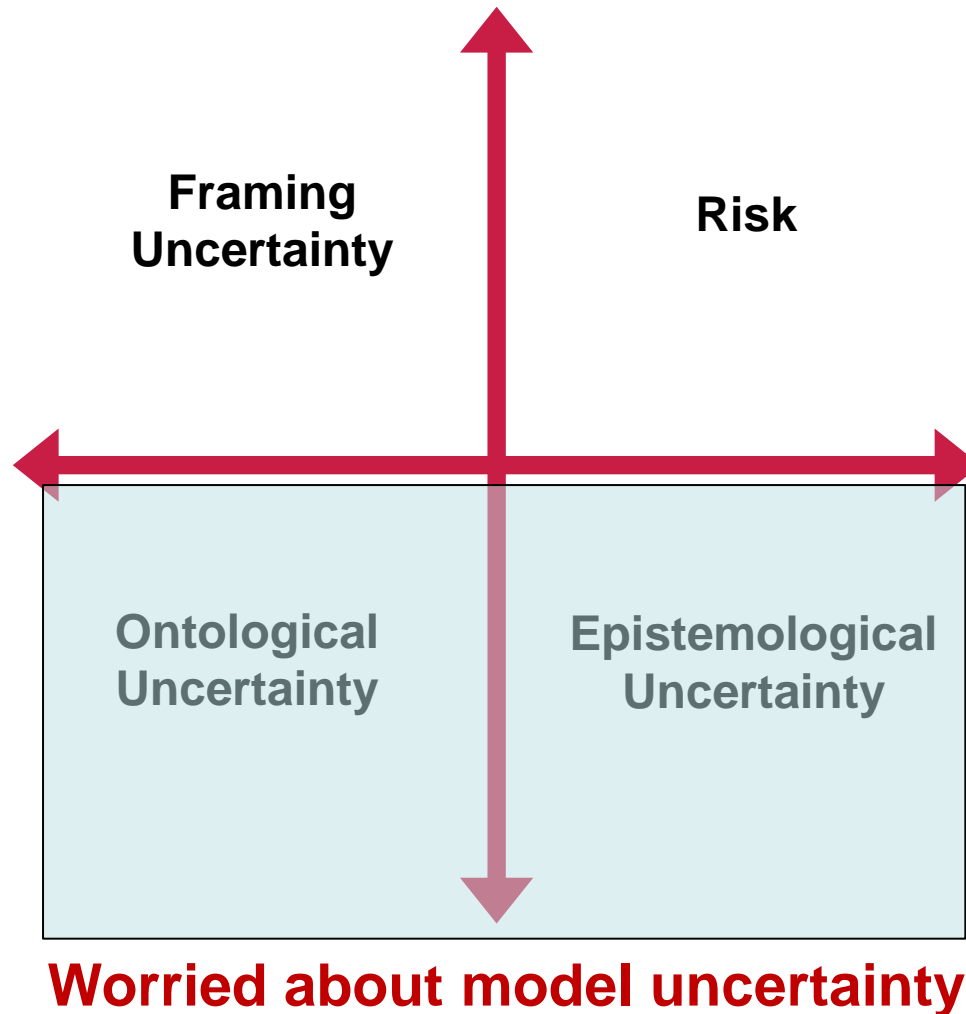 Framing
Uncertainty
Risk
Ontological
Uncertainty
Epistemological
Uncertainty
Worried about model uncertainty